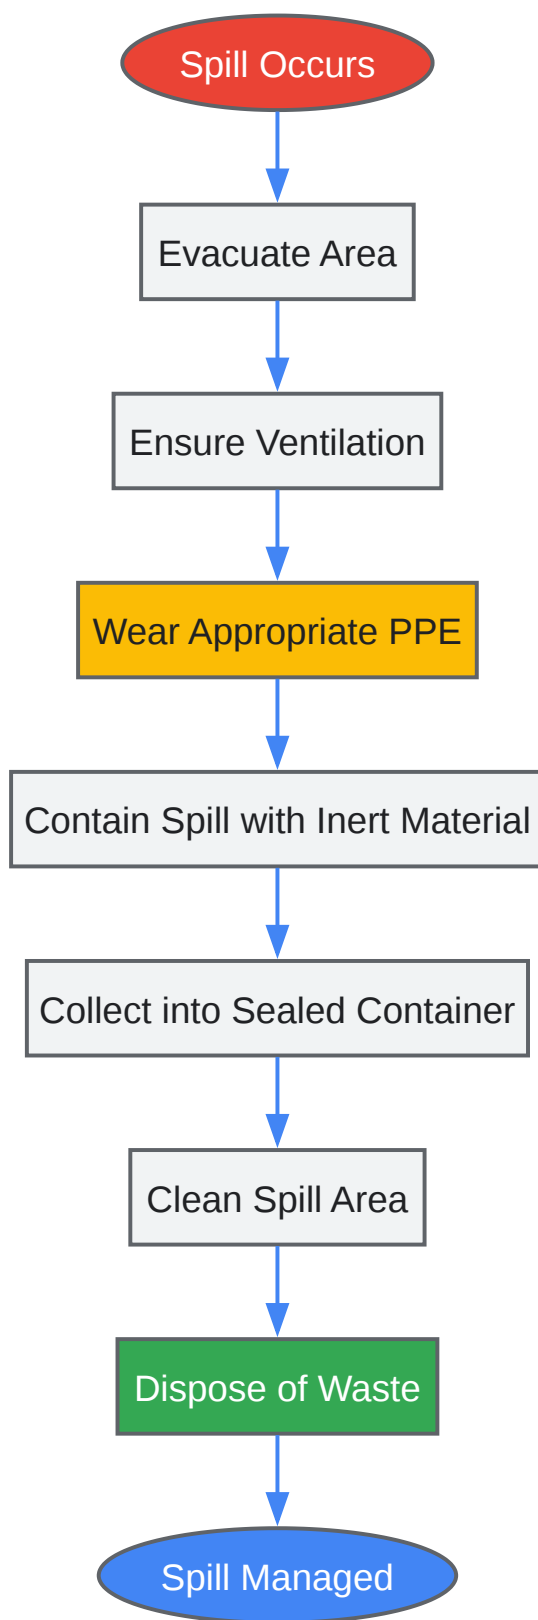 Spill Occurs
Evacuate Area
Ensure Ventilation
Wear Appropriate PPE
Contain Spill with Inert Material
Collect into Sealed Container
Clean Spill Area
Dispose of Waste
Spill Managed